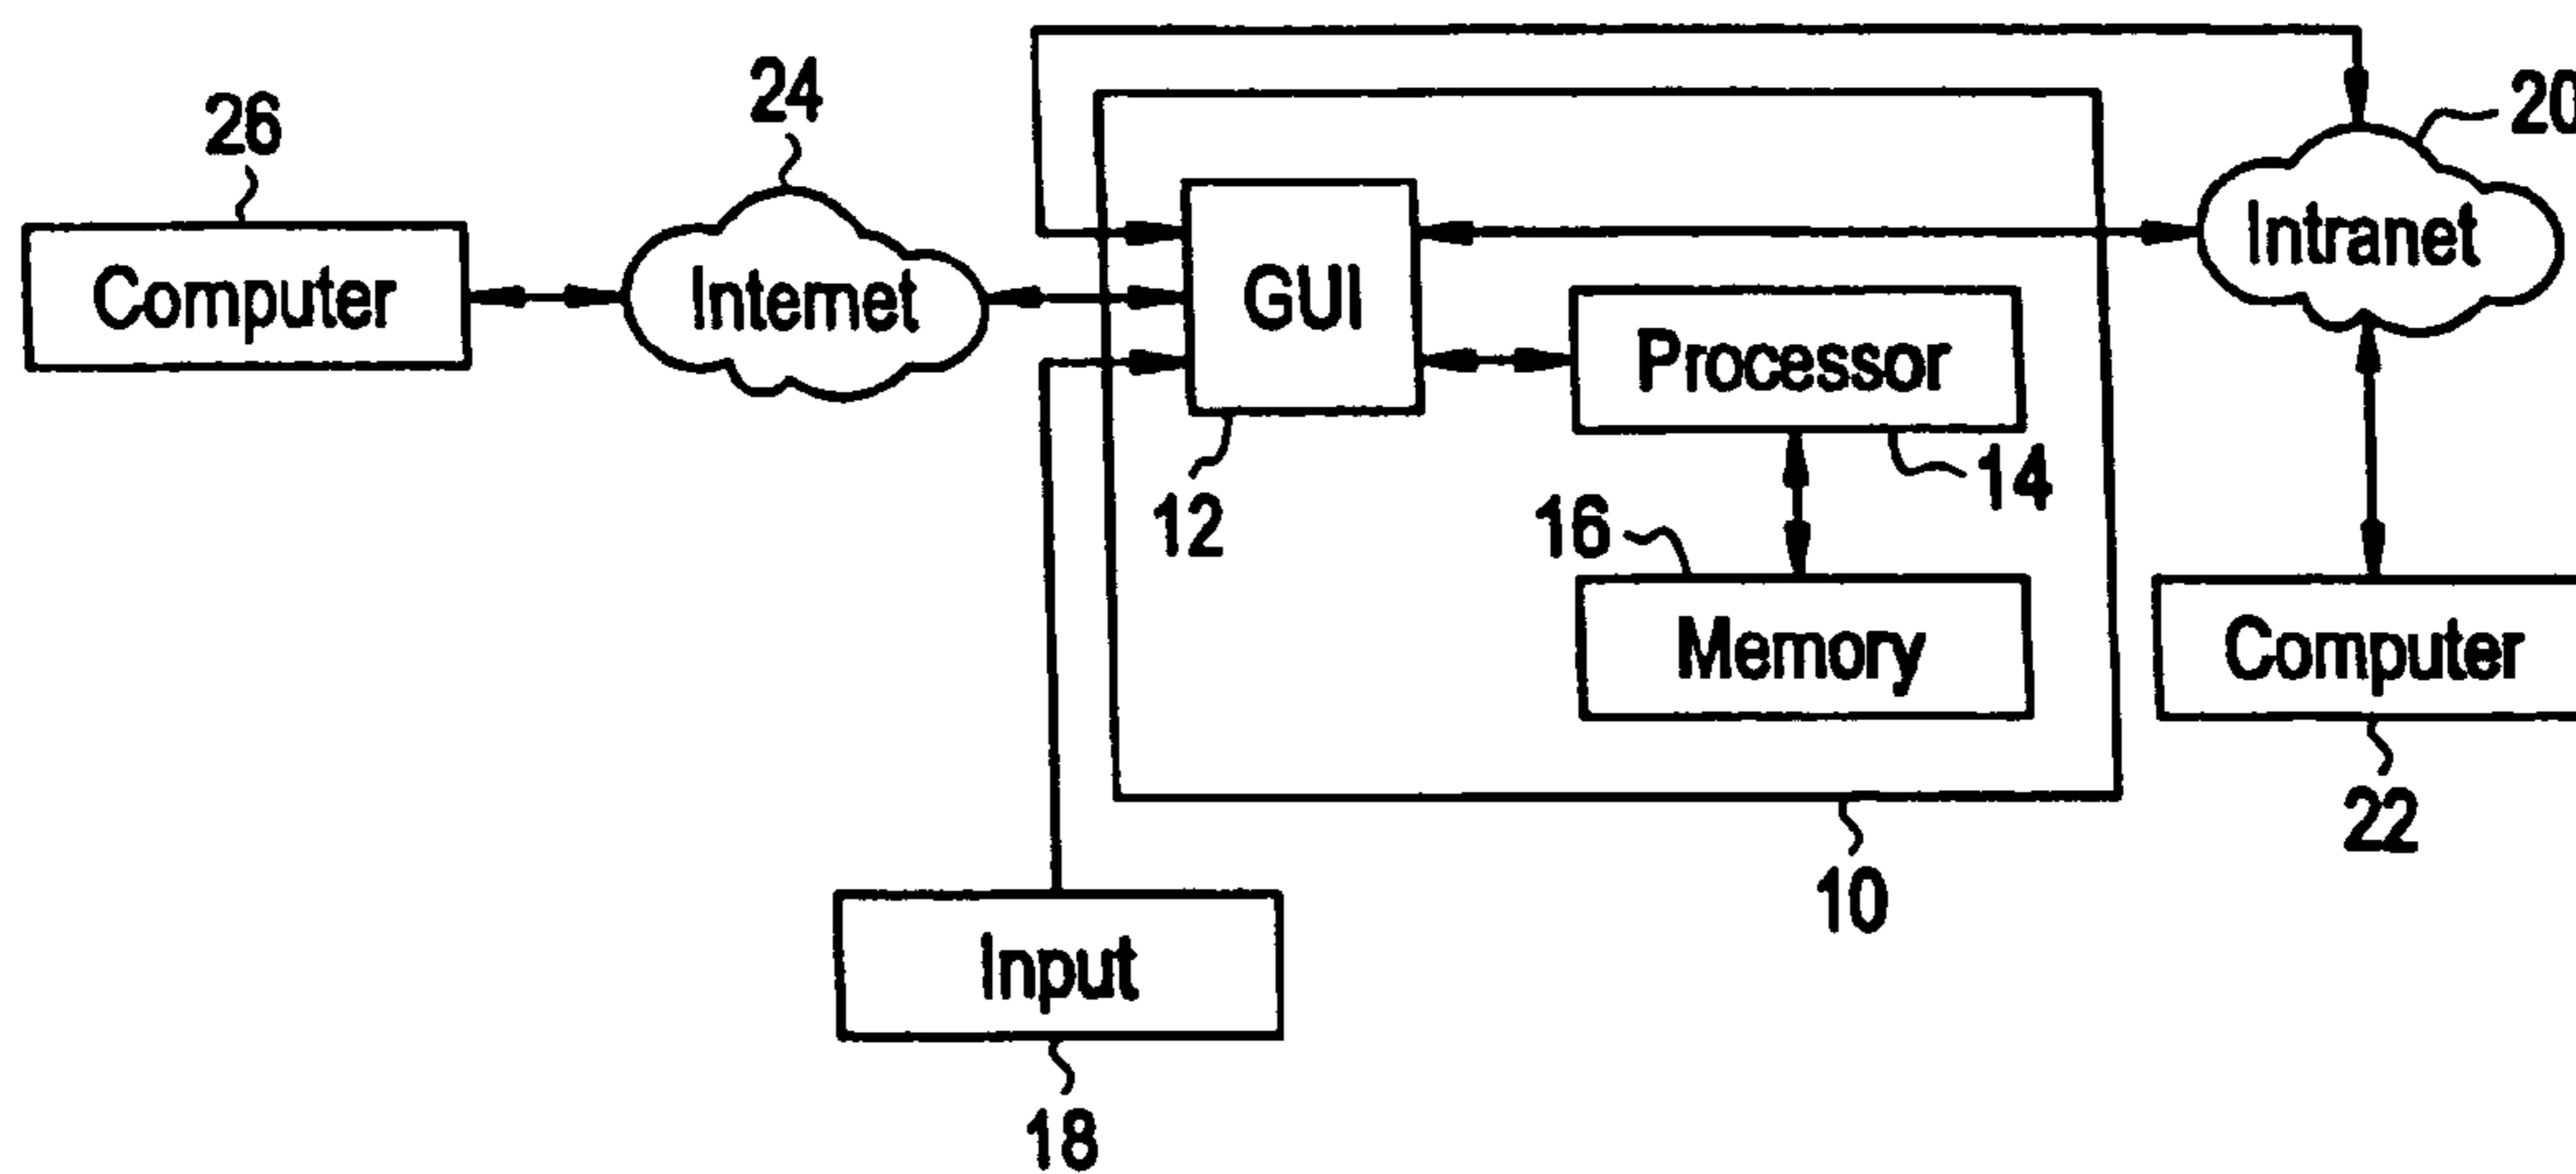 26
24
20
Computer
Internet
GUI
Intranet
Processor
12
14
16
Memory
Computer
10
22
Input
18